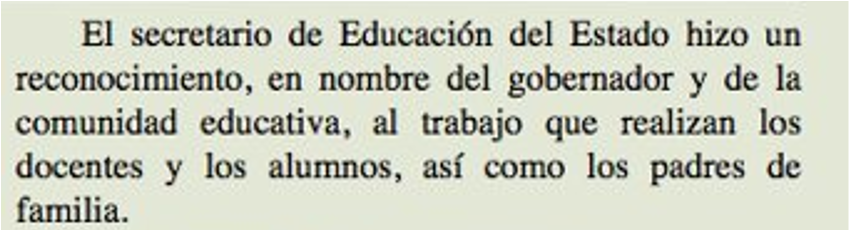 El secretario de Educación del Estado hizo un
reconocimiento, en nombre del gobernador y de la
comunidad educativa, al trabajo que realizan los
docentes y los alumnos, así como los padres de
familia.